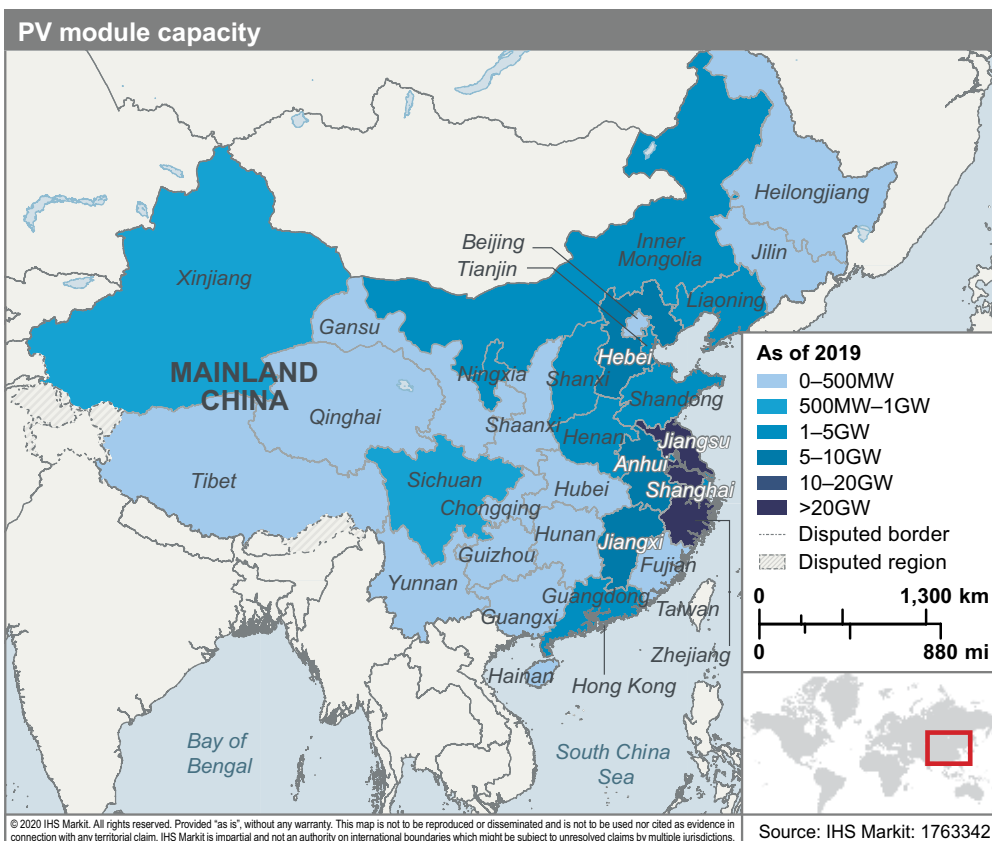 PV module capacity
Heilongjiang
Jilin
Inner
Mongolia
Beijing
Tianjin
Liaoning
Xinjiang
Gansu
Hebei
MAINLAND
CHINA
Ningxia
Shanxi
Shandong
Qinghai
Shaanxi
Henan
Jiangsu
Anhui
Tibet
Sichuan
Shanghai
Hubei
Chongqing
Hunan
Jiangxi
Guizhou
Fujian
Yunnan
Guangdong
Guangxi
Taiwan
Zhejiang
Hainan
Hong Kong
Bay of
Bengal
South China
Sea
As of 2019
0–500MW
500MW–1GW
1–5GW
5–10GW
10–20GW
>20GW
Disputed border
Disputed region
0 1,300 km
0 880 mi
© 2020 IHS Markit. All rights reserved. Provided "as is", without any warranty. This map is not to be reproduced or disseminated and is not to be used nor cited as evidence in
connection with any territorial claim. IHS Markit is impartial and not an authority on international boundaries which might be subject to unresolved claims by multiple jurisdictions.
Source: IHS Markit: 1763342